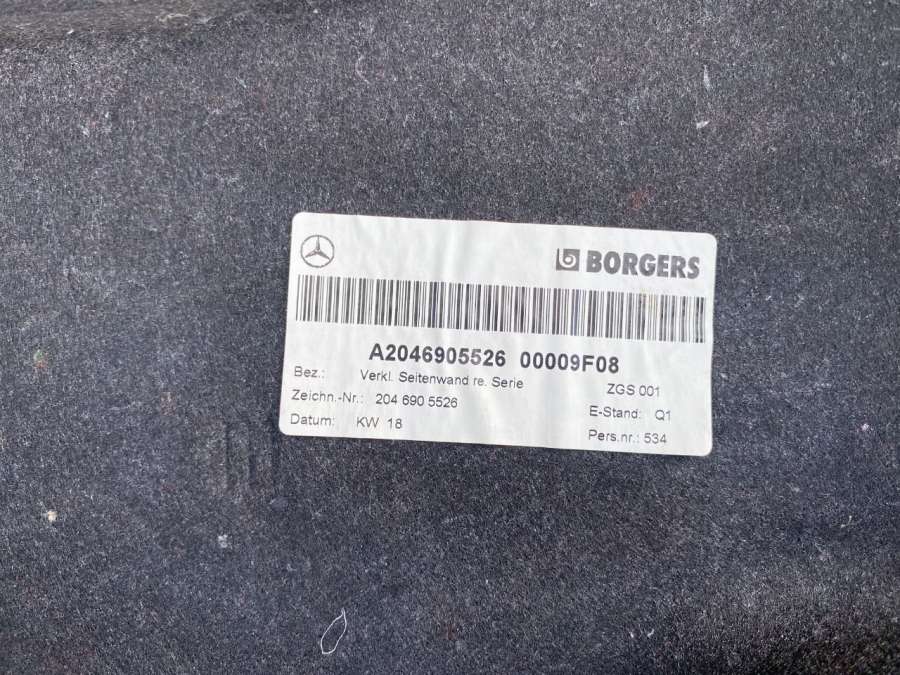 BORGERS
A2046905526 00009F08
Bez.: Verkl. Seitenwand re. Serie ZGS 001
Zeichn.-Nr.: 204 690 5526 E-Stand: Q1
Datum: KW 18 Pers.nr.: 534